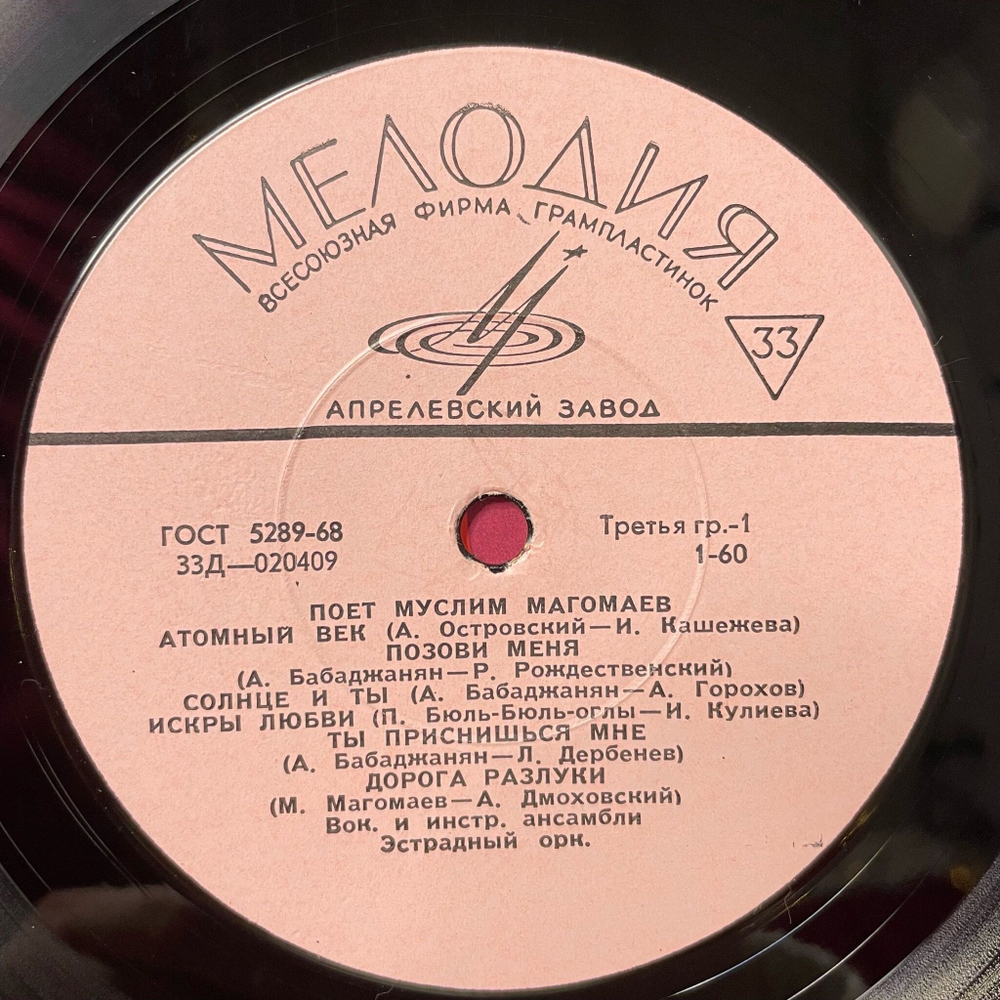 МЕЛОДИЯ
ВСЕСОЮЗНАЯ ФИРМА ГРАМПЛАСТИНОК
33
АПРЕЛЕВСКИЙ ЗАВОД
ГОСТ 5289-68
Третья гр.-1
33Д—020409
1-60
ПОЕТ МУСЛИМ МАГОМАЕВ
АТОМНЫЙ ВЕК (А. Островский—И. Кашежева)
ПОЗОВИ МЕНЯ
(А. Бабаджанян—Р. Рождественский)
СОЛНЦЕ И ТЫ (А. Бабаджанян—А. Горохов)
ИСКРЫ ЛЮБВИ (П. Бюль-Бюль-оглы—И. Кулиева)
ТЫ ПРИСНИШЬСЯ МНЕ
(А. Бабаджанян—Л. Дербенев)
ДОРОГА РАЗЛУКИ
(М. Магомаев—А. Дмоховский)
Вок. и инстр. ансамбли
Эстрадный орк.